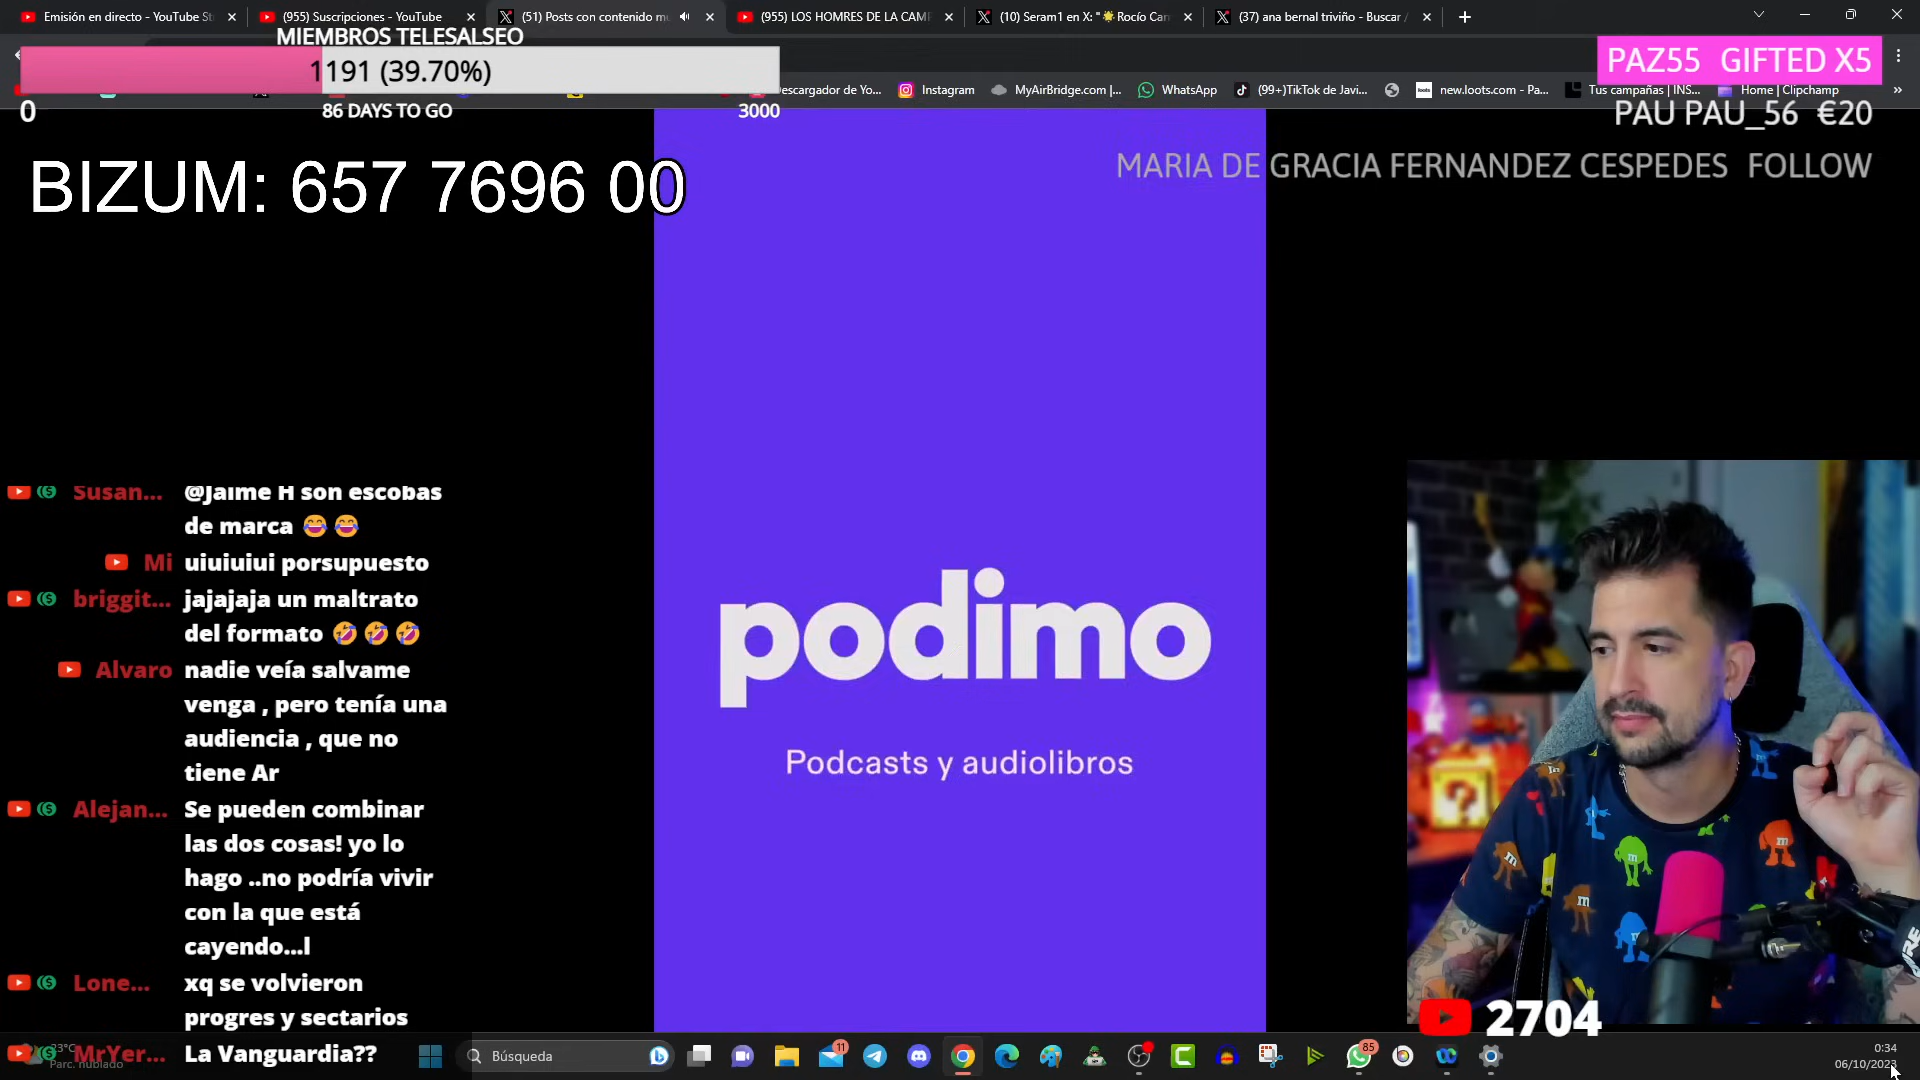 Emisión en directo - YouTube St
(955) Suscripciones - YouTube
(51) Posts con contenido mu
(955) LOS HOMRES DE LA CAM
(10) Seram1 en X: "🌟Rocío Car
(37) ana bernal triviño - Buscar /
MIEMBROS TELESALSEO
1191 (39.70%)
0
86 DAYS TO GO
3000
PAZ55 GIFTED X5
escargador de Yo...
Instagram
MyAirBridge.com |...
WhatsApp
(99+)TikTok de Javi...
new.loots.com - Pa...
Tus campañas | INS...
Home | Clipchamp
»
PAU PAU_56 €20
BIZUM: 657 7696 00
MARIA DE GRACIA FERNANDEZ CESPEDES FOLLOW
podimo
Podcasts y audiolibros
Susan... @Jaime H son escobas
de marca 😂 😂
Mi uiuiuiui porsupuesto
briggit... jajajaja un maltrato
del formato 🤣 🤣 🤣
Alvaro nadie veía salvame
venga , pero tenía una
audiencia , que no
tiene Ar
Alejan... Se pueden combinar
las dos cosas! yo lo
hago ..no podría vivir
con la que está
cayendo...l
Lone... xq se volvieron
progres y sectarios
MrYer... La Vanguardia??
23°C
Parc. nublado
Búsqueda
11
85
2704
0:34
06/10/2023